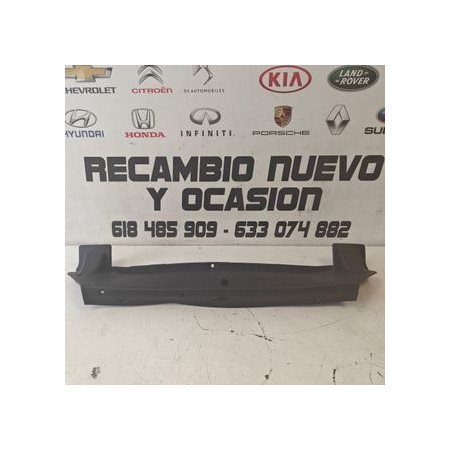 CHEVROLET CITROËN DS AUTOMOBILES KIA LAND ROVER
HYUNDAI HONDA INFINITI PORSCHE RENAULT
RECAMBIO NUEVO
Y OCASION
618 485 909 - 633 074 882